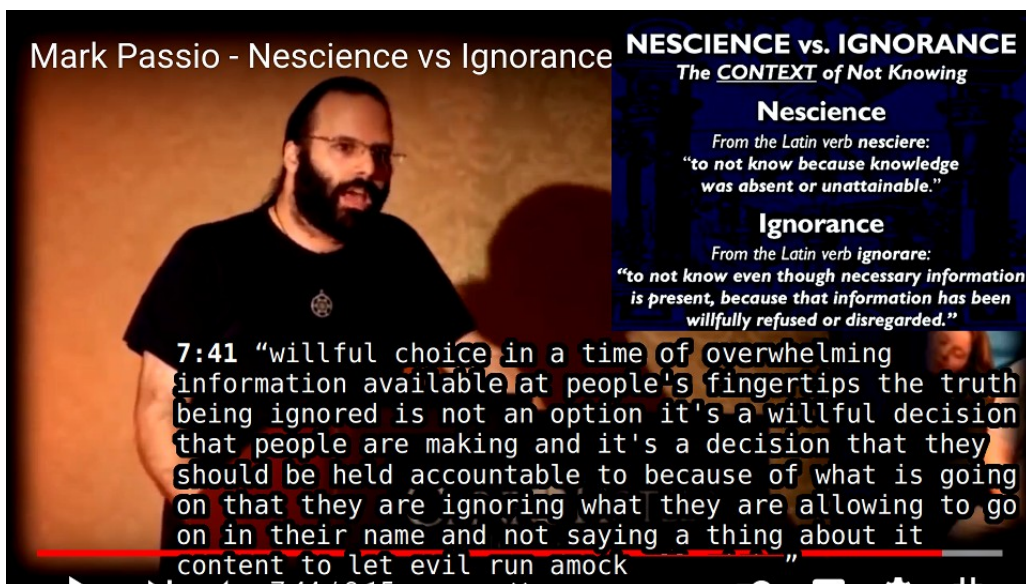 Mark Passio - Nescience vs Ignorance
NESCIENCE vs. IGNORANCE
The CONTEXT of Not Knowing
Nescience
From the Latin verb nesciere:
“to not know because knowledge
was absent or unattainable.”
Ignorance
From the Latin verb ignorare:
“to not know even though necessary information
is present, because that information has been
willfully refused or disregarded.”
7:41 “willful choice in a time of overwhelming
information available at people's fingertips the truth
being ignored is not an option it's a willful decision
that people are making and it's a decision that they
should be held accountable to because of what is going
on that they are ignoring what they are allowing to go
on in their name and not saying a thing about it
content to let evil run amock ”